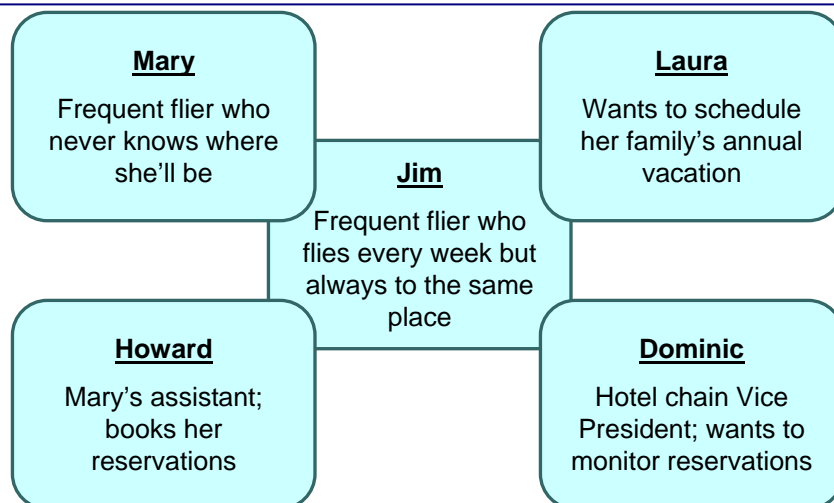 Mary
Frequent flier who
never knows where
she’ll be
Laura
Wants to schedule
her family’s annual
vacation
Jim
Frequent flier who
flies every week but
always to the same
place
Howard
Mary’s assistant;
books her
reservations
Dominic
Hotel chain Vice
President; wants to
monitor reservations